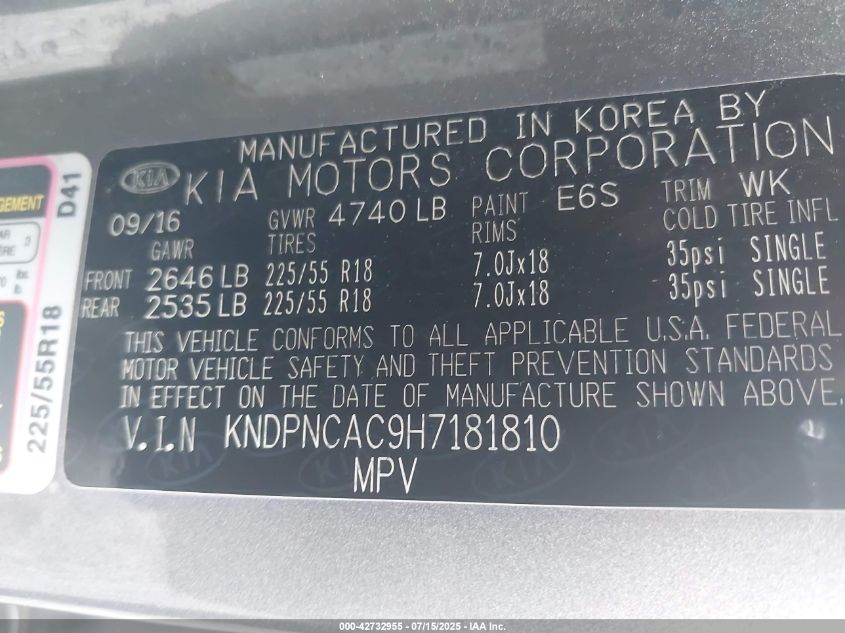 MANUFACTURED IN KOREA BY
KIA KIA MOTORS CORPORATION
09/16 GVWR 4740 LB PAINT E6S TRIM WK
GAWR TIRES RIMS COLD TIRE INFL
FRONT 2646 LB 225/55 R18 7.0Jx18 35psi SINGLE
REAR 2535 LB 225/55 R18 7.0Jx18 35psi SINGLE
THIS VEHICLE CONFORMS TO ALL APPLICABLE U.S.A. FEDERAL
MOTOR VEHICLE SAFETY AND THEFT PREVENTION STANDARDS
IN EFFECT ON THE DATE OF MANUFACTURE SHOWN ABOVE.
V.I.N KNDPNCAC9H7181810
MPV
D41
225/55R18
000-42732955 - 07/15/2025 - IAA Inc.